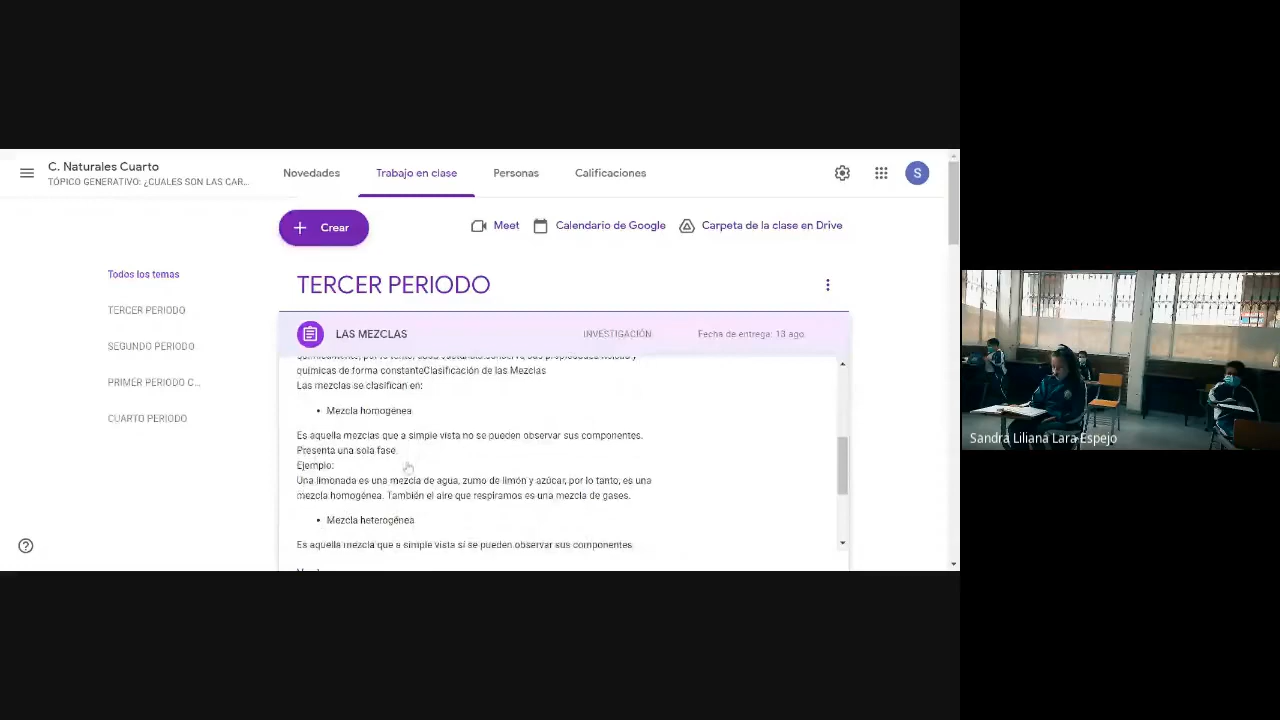 C. Naturales Cuarto
TÓPICO GENERATIVO: ¿CUALES SON LAS CAR...
Novedades
Trabajo en clase
Personas
Calificaciones
S
Crear
Meet
Calendario de Google
Carpeta de la clase en Drive
Todos los temas
TERCER PERIODO
SEGUNDO PERIODO
PRIMER PERIODO C...
CUARTO PERIODO
TERCER PERIODO
LAS MEZCLAS
INVESTIGACIÓN
Fecha de entrega: 13 ago.
químicas de forma constanteClasificación de las Mezclas
Las mezclas se clasifican en:
• Mezcla homogénea
Es aquella mezclas que a simple vista no se pueden observar sus componentes.
Presenta una sola fase.
Ejemplo:
Una limonada es una mezcla de agua, zumo de limón y azúcar, por lo tanto, es una
mezcla homogénea. También el aire que respiramos es una mezcla de gases.
• Mezcla heterogénea
Es aquella mezcla que a simple vista sí se pueden observar sus componentes
Sandra Liliana Lara Espejo